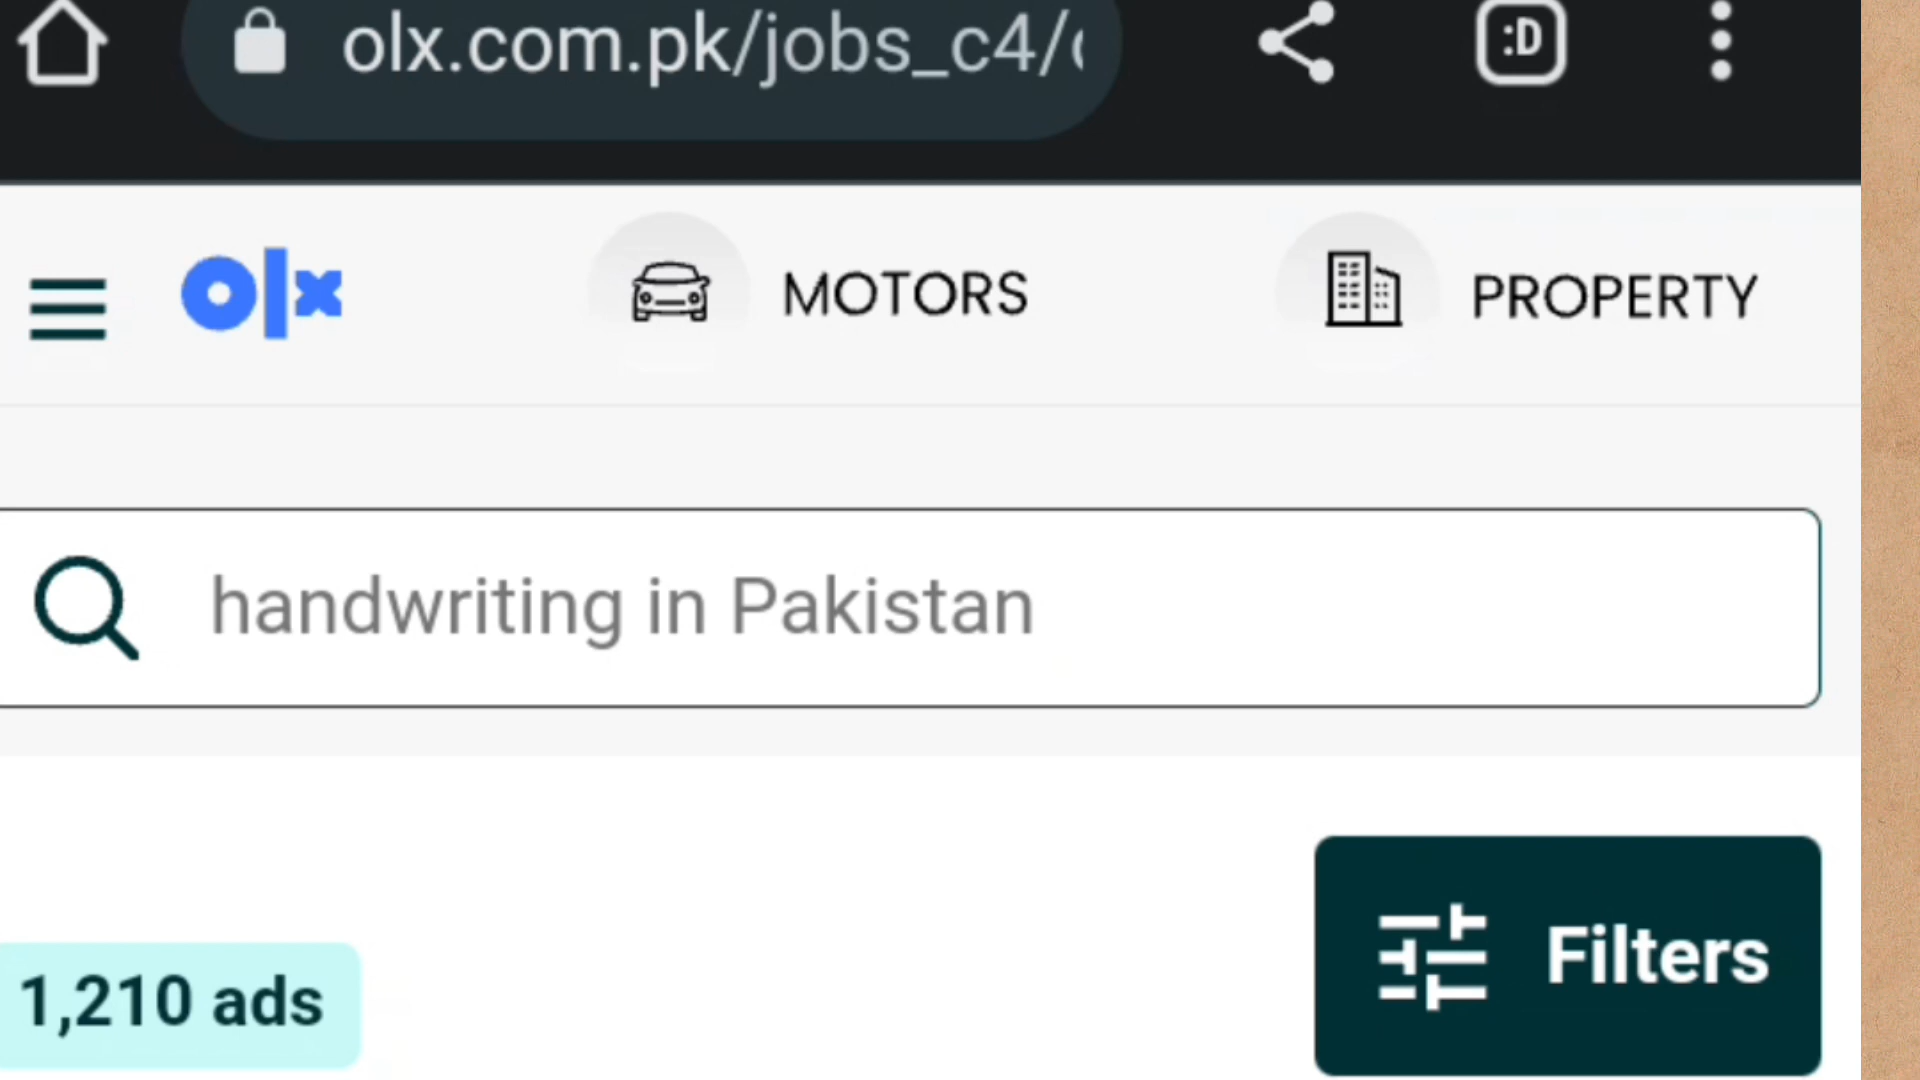 olx.com.pk/jobs_c4/
:D
olx
MOTORS
PROPERTY
handwriting in Pakistan
Filters
1,210 ads